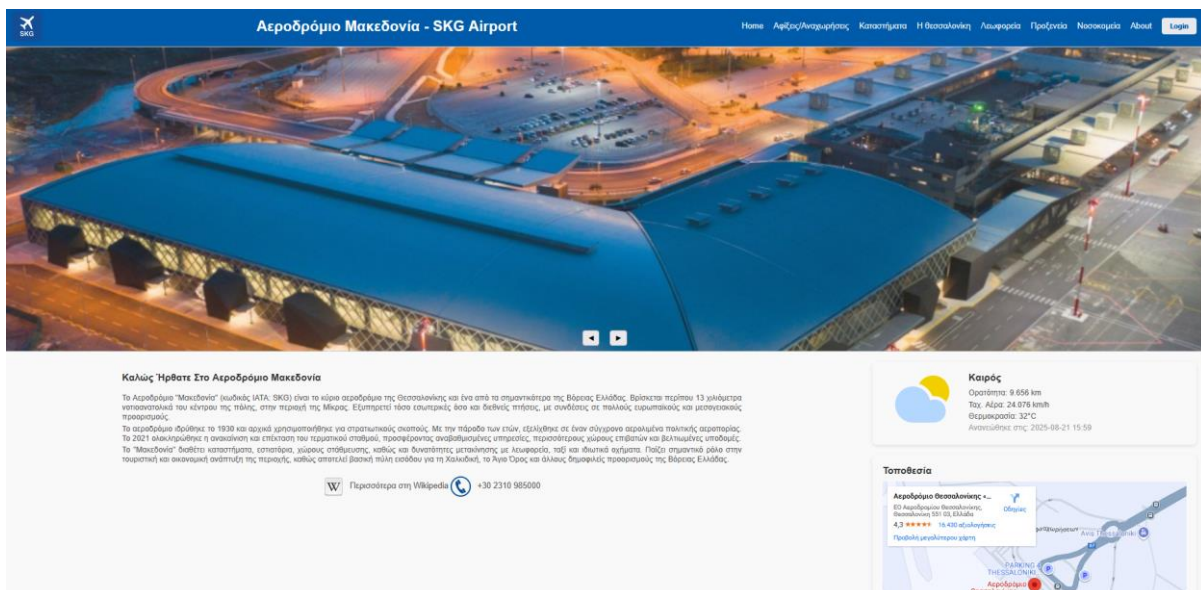 SKG
Αεροδρόμιο Μακεδονία - SKG Airport
Home Αφίξεις/Αναχωρήσεις Καταστήματα Η Θεσσαλονίκη Λεωφορεία Προξενεία Νοσοκομεία About Login
Καλώς Ήρθατε Στο Αεροδρόμιο Μακεδονία
Το Αεροδρόμιο "Μακεδονία" (κωδικός IATA: SKG) είναι το κύριο αεροδρόμιο της Θεσσαλονίκης και ένα από τα σημαντικότερα της Βόρειας Ελλάδας. Βρίσκεται περίπου 13 χιλιόμετρα
νοτιοανατολικά του κέντρου της πόλης, στην περιοχή της Μίκρας. Εξυπηρετεί τόσο εσωτερικές όσο και διεθνείς πτήσεις, με συνδέσεις σε πολλούς ευρωπαϊκούς και μεσογειακούς
προορισμούς.
Το αεροδρόμιο ιδρύθηκε το 1930 και αρχικά χρησιμοποιήθηκε για στρατιωτικούς σκοπούς. Με την πάροδο των ετών, εξελίχθηκε σε έναν σύγχρονο αερολιμένα πολιτικής αεροπορίας.
Το 2021 ολοκληρώθηκε η ανακαίνιση και επέκταση του τερματικού σταθμού, προσφέροντας αναβαθμισμένες υπηρεσίες, περισσότερους χώρους επιβατών και βελτιωμένες υποδομές.
Το "Μακεδονία" διαθέτει καταστήματα, εστιατόρια, χώρους στάθμευσης, καθώς και δυνατότητες μετακίνησης με λεωφορεία, ταξί και ιδιωτικά οχήματα. Παίζει σημαντικό ρόλο στην
τουριστική και οικονομική ανάπτυξη της περιοχής, καθώς αποτελεί βασική πύλη εισόδου για τη Χαλκιδική, το Άγιο Όρος και άλλους δημοφιλείς προορισμούς της Βόρειας Ελλάδας.
W Περισσότερα στη Wikipedia +30 2310 985000
Καιρός
Ορατότητα: 9.656 km
Ταχ. Αέρα: 24.076 km/h
Θερμοκρασία: 32°C
Ανανεώθηκε στις: 2025-08-21 15:59
Τοποθεσία
Αεροδρόμιο Θεσσαλονίκης «...
ΕΟ Αεροδρομίου Θεσσαλονίκης,
Θεσσαλονίκη 551 03, Ελλάδα
Οδηγίες
4,3 16.430 αξιολογήσεις
Προβολή μεγαλύτερου χάρτη
PARKING
THESSALONIKI
Αεροδρόμιο